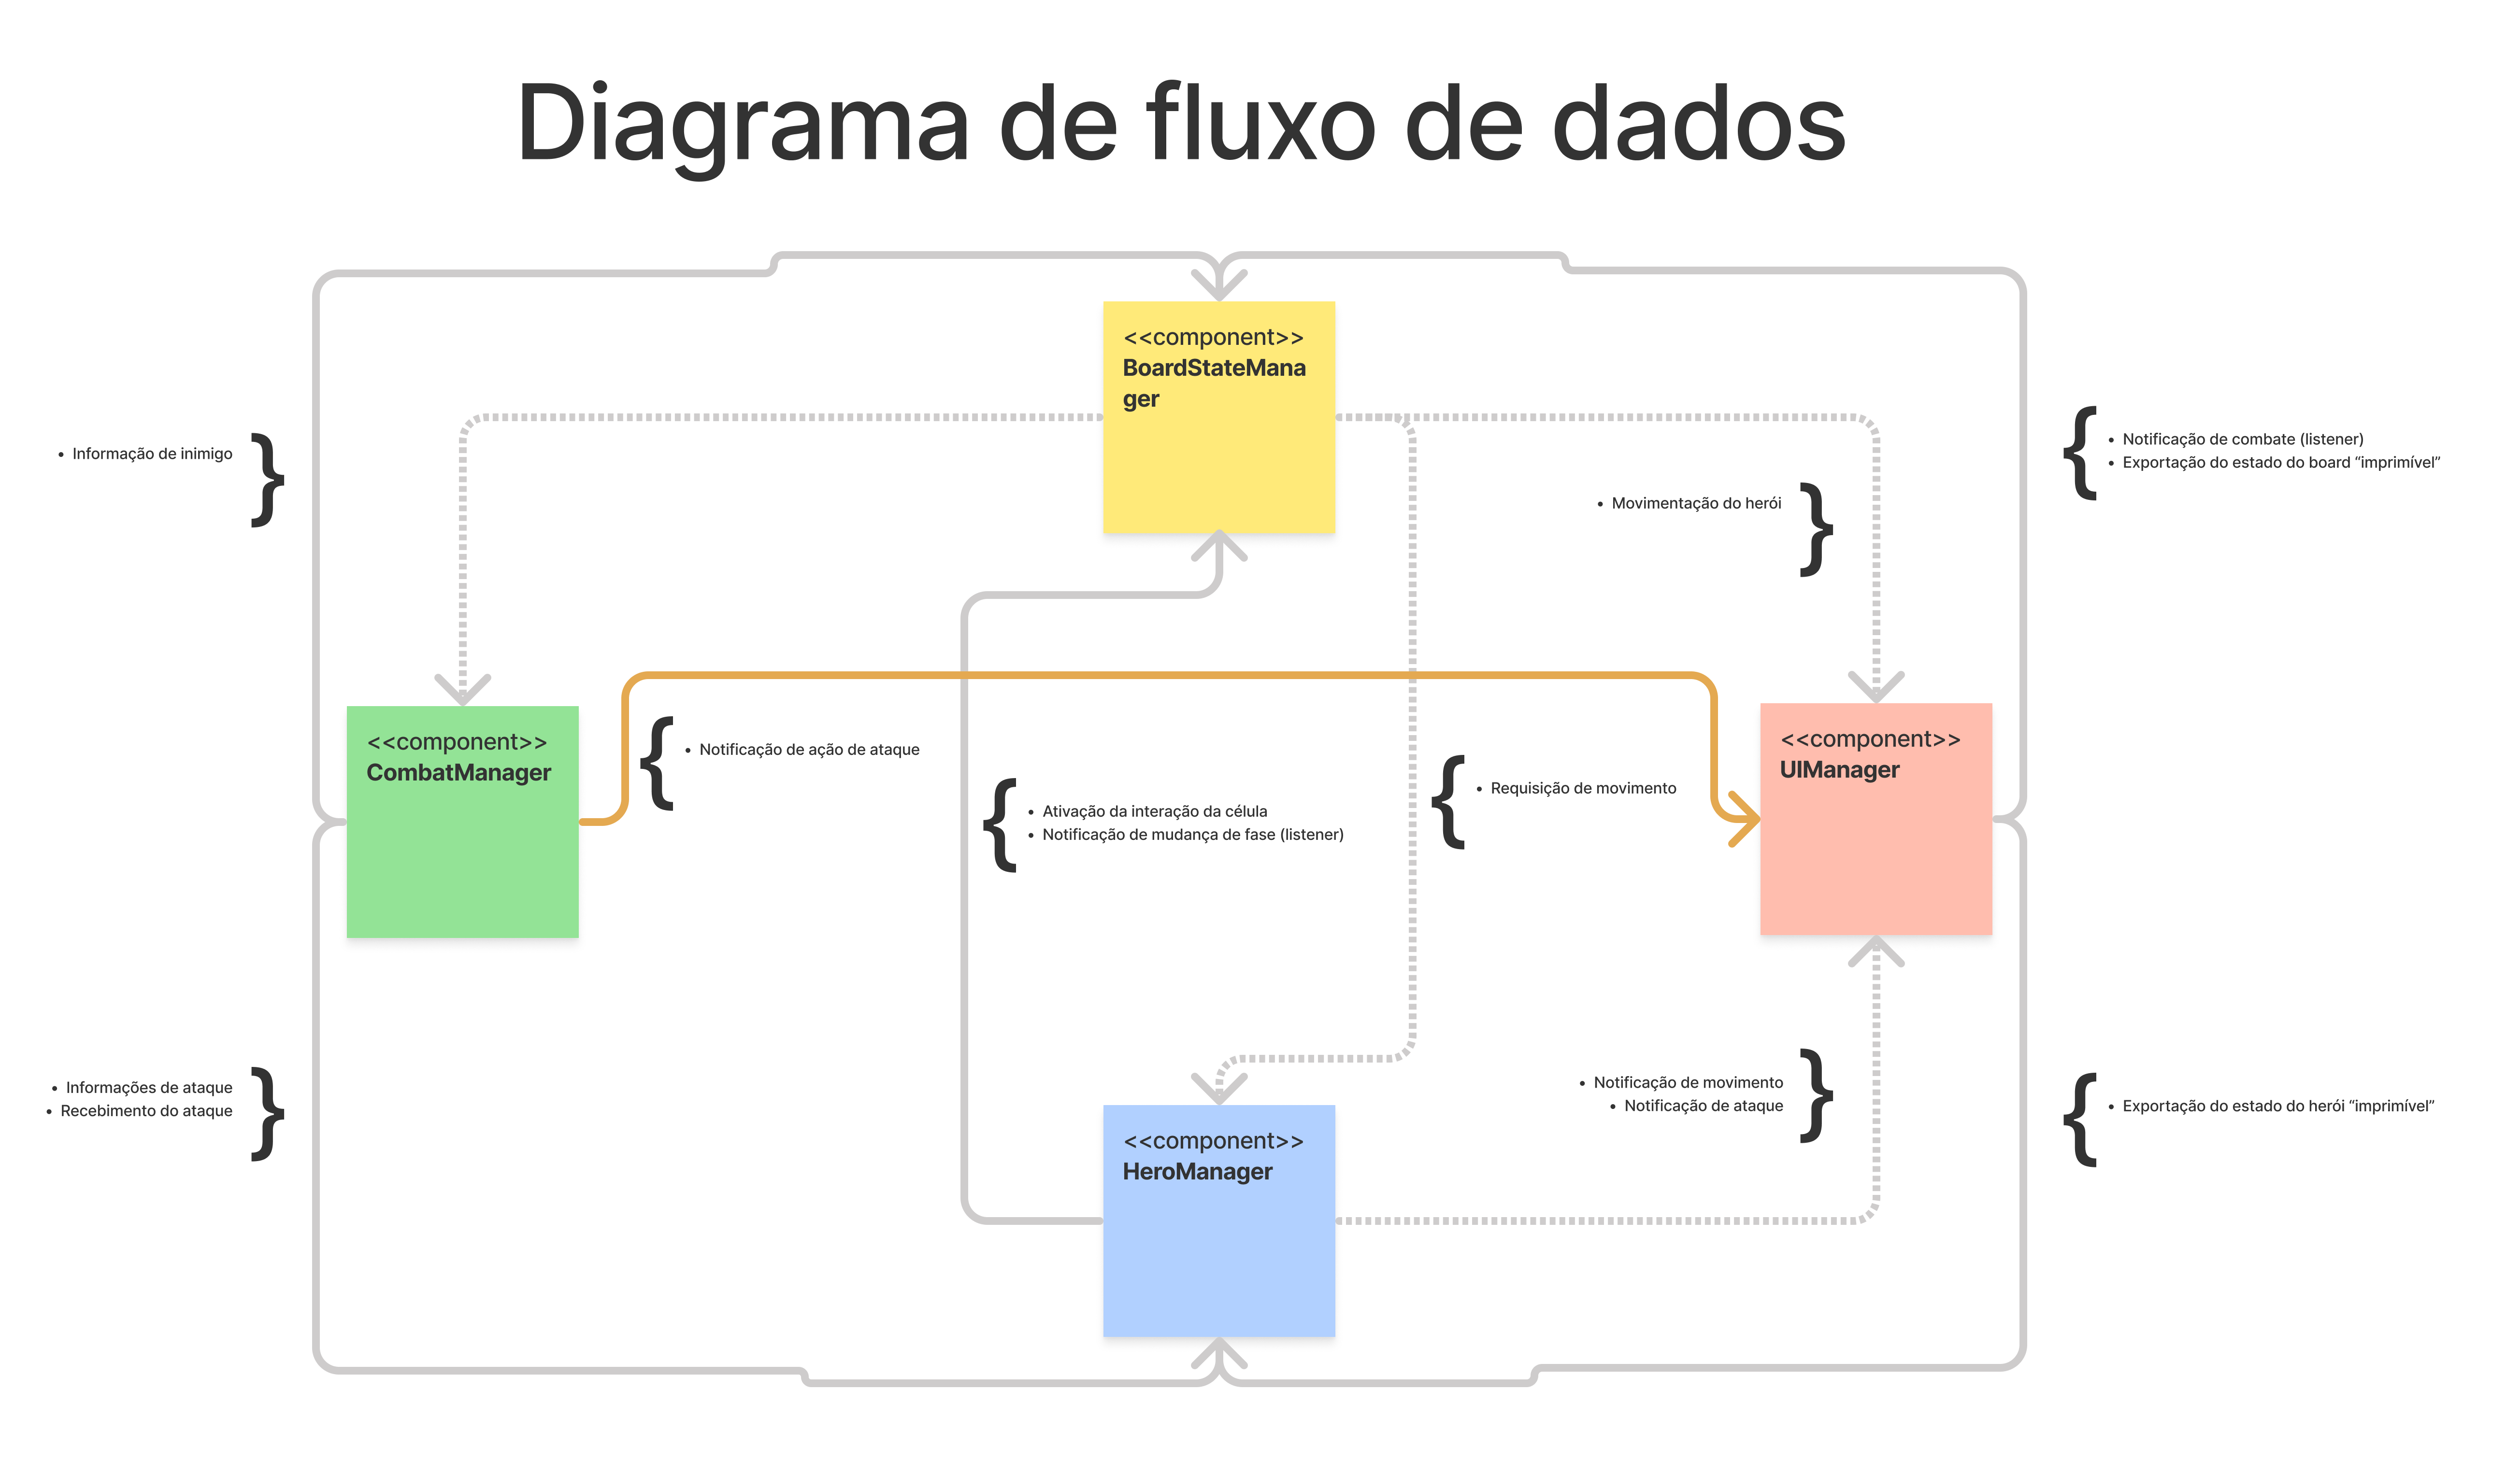 Diagrama de fluxo de dados
<<component>>
BoardStateMana
ger
• Informação de inimigo
• Notificação de combate (listener)
• Exportação do estado do board “imprimível”
• Movimentação do herói
<<component>>
CombatManager
• Notificação de ação de ataque
• Ativação da interação da célula
• Notificação de mudança de fase (listener)
• Requisição de movimento
<<component>>
UIManager
• Informações de ataque
• Recebimento do ataque
<<component>>
HeroManager
• Notificação de movimento
• Notificação de ataque
• Exportação do estado do herói “imprimível”